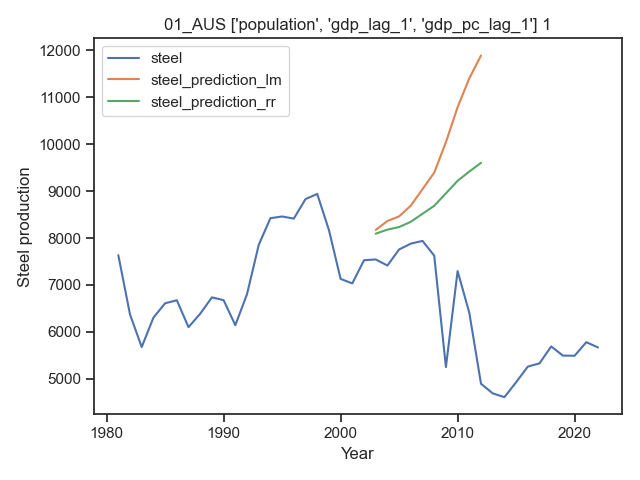 01_AUS ['population', 'gdp_lag_1', 'gdp_pc_lag_1'] 1
steel
steel_prediction_lm
steel_prediction_rr
12000
11000
10000
9000
8000
7000
6000
5000
Steel production
1980
1990
2000
2010
2020
Year